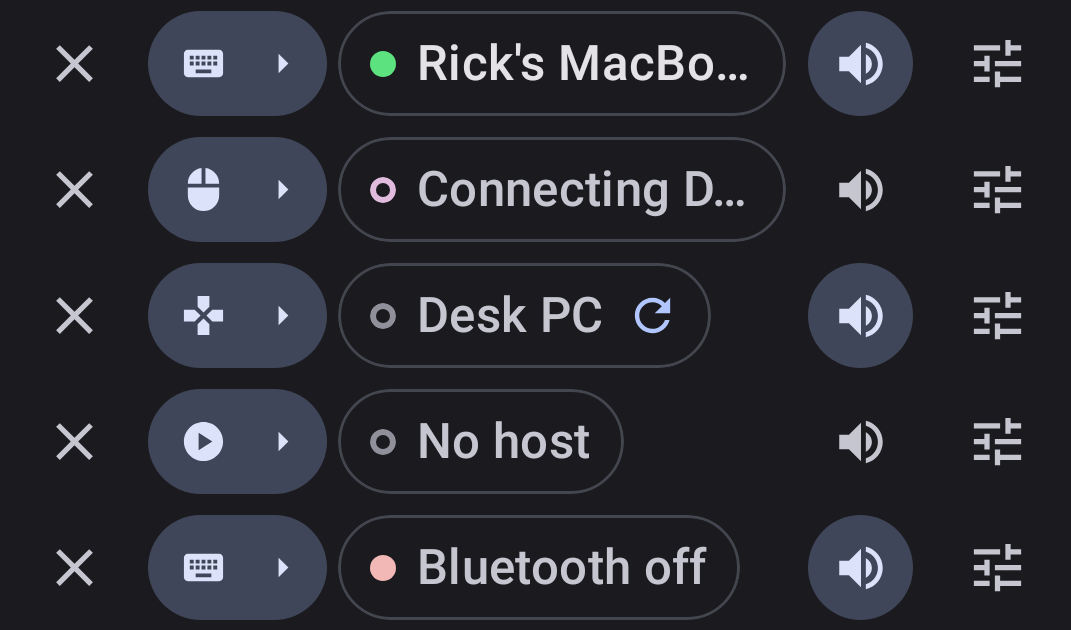 Rick's MacBo…
Connecting D…
Desk PC
No host
Bluetooth off